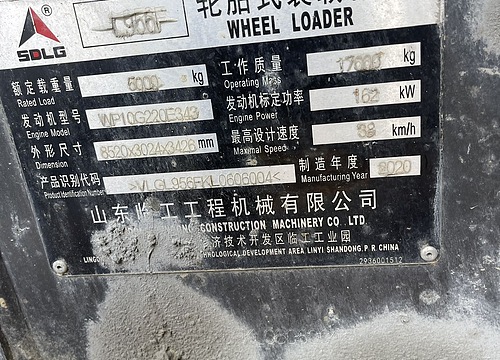 SDLG ®
L956F
轮胎式装载
WHEEL LOADER
额定载重量 Rated Load 5000 kg
工作质量 Operating Mass kg
发动机型号 Engine Model WP10G220E343
发动机标定功率 Engine Power 162 kW
外形尺寸 Dimension 8520x3024x3426 mm
最高设计速度 Maximal Speed 38 km/h
产品识别代码 Product Identification Number
制造年度 Manufacturing Year 2020
山东临工工程机械有限公司
CONSTRUCTION MACHINERY CO. LTD.
济技术开发区临工工业园
TECHNOLOGICAL DEVELOPMENT AREA LINYI SHANDONG. P. R. CHINA
2936001512